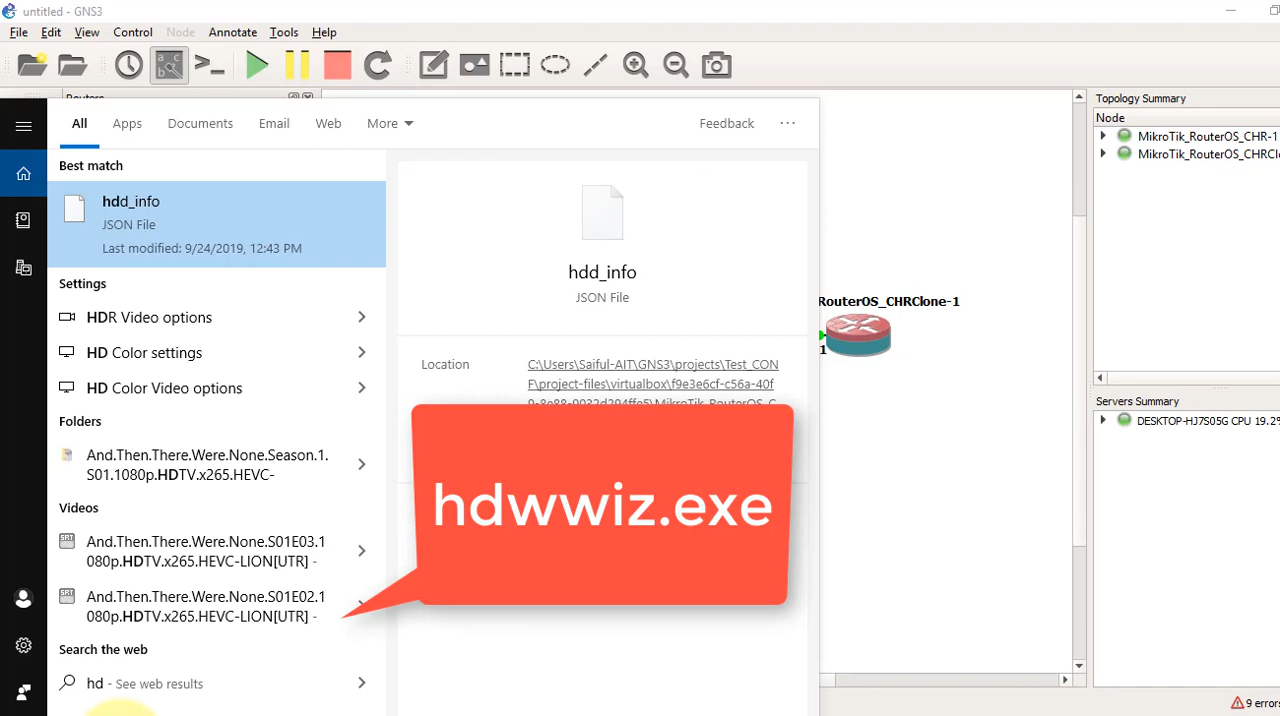 untitled - GNS3
File Edit View Control Node Annotate Tools Help
Routers
Topology Summary
Node
MikroTik_RouterOS_CHR-1
MikroTik_RouterOS_CHRCl
All Apps Documents Email Web More Feedback ...
Best match
hdd_info
JSON File
Last modified: 9/24/2019, 12:43 PM
Settings
HDR Video options
HD Color settings
HD Color Video options
Folders
And.Then.There.Were.None.Season.1.
S01.1080p.HDTV.x265.HEVC-
Videos
And.Then.There.Were.None.S01E03.1
080p.HDTV.x265.HEVC-LION[UTR] -
And.Then.There.Were.None.S01E02.1
080p.HDTV.x265.HEVC-LION[UTR] -
Search the web
hd - See web results
hdd_info
JSON File
Location
C:\Users\Saiful-AIT\GNS3\projects\Test_CON
F\project-files\virtualbox\f9e3e6cf-c56a-40f
hdwwiz.exe
RouterOS_CHRClone-1
1
Servers Summary
DESKTOP-HJ7S05G CPU 19.2%
9 errors